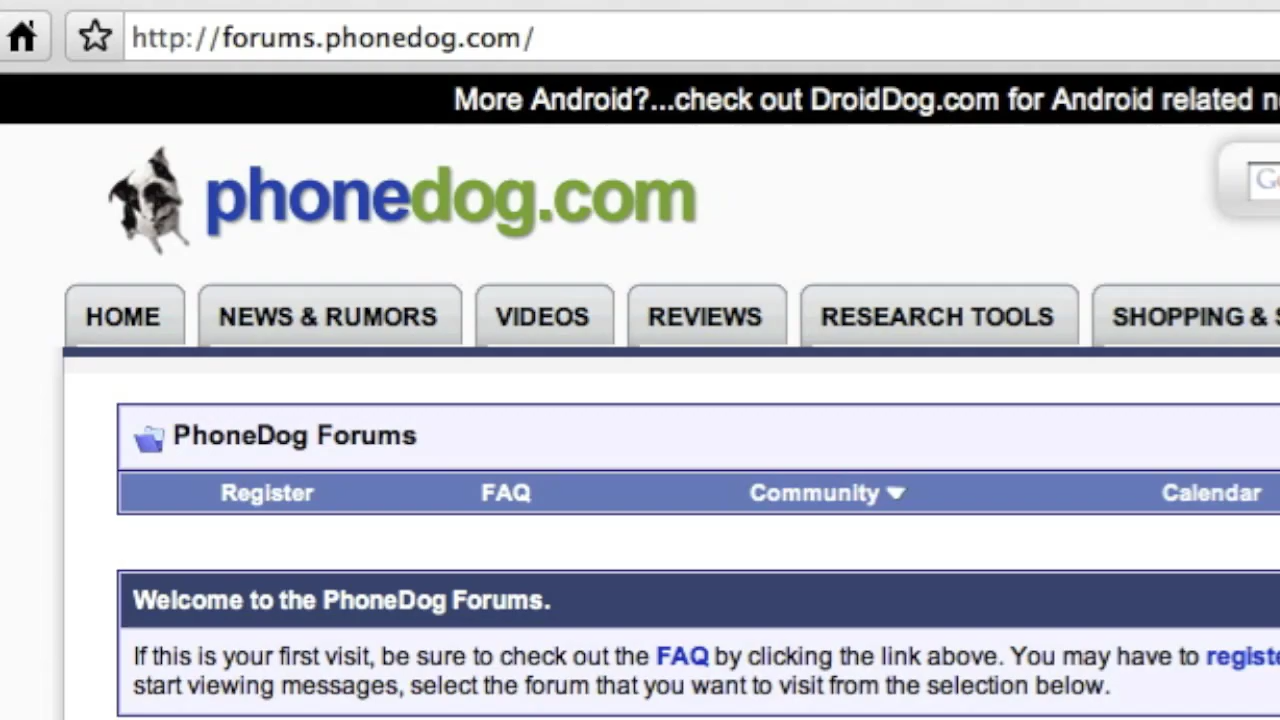 http://forums.phonedog.com/
More Android?...check out DroidDog.com for Android related
phonedog.com
HOME NEWS & RUMORS VIDEOS REVIEWS RESEARCH TOOLS SHOPPING &
PhoneDog Forums
Register FAQ Community Calendar
Welcome to the PhoneDog Forums.
If this is your first visit, be sure to check out the FAQ by clicking the link above. You may have to
start viewing messages, select the forum that you want to visit from the selection below.